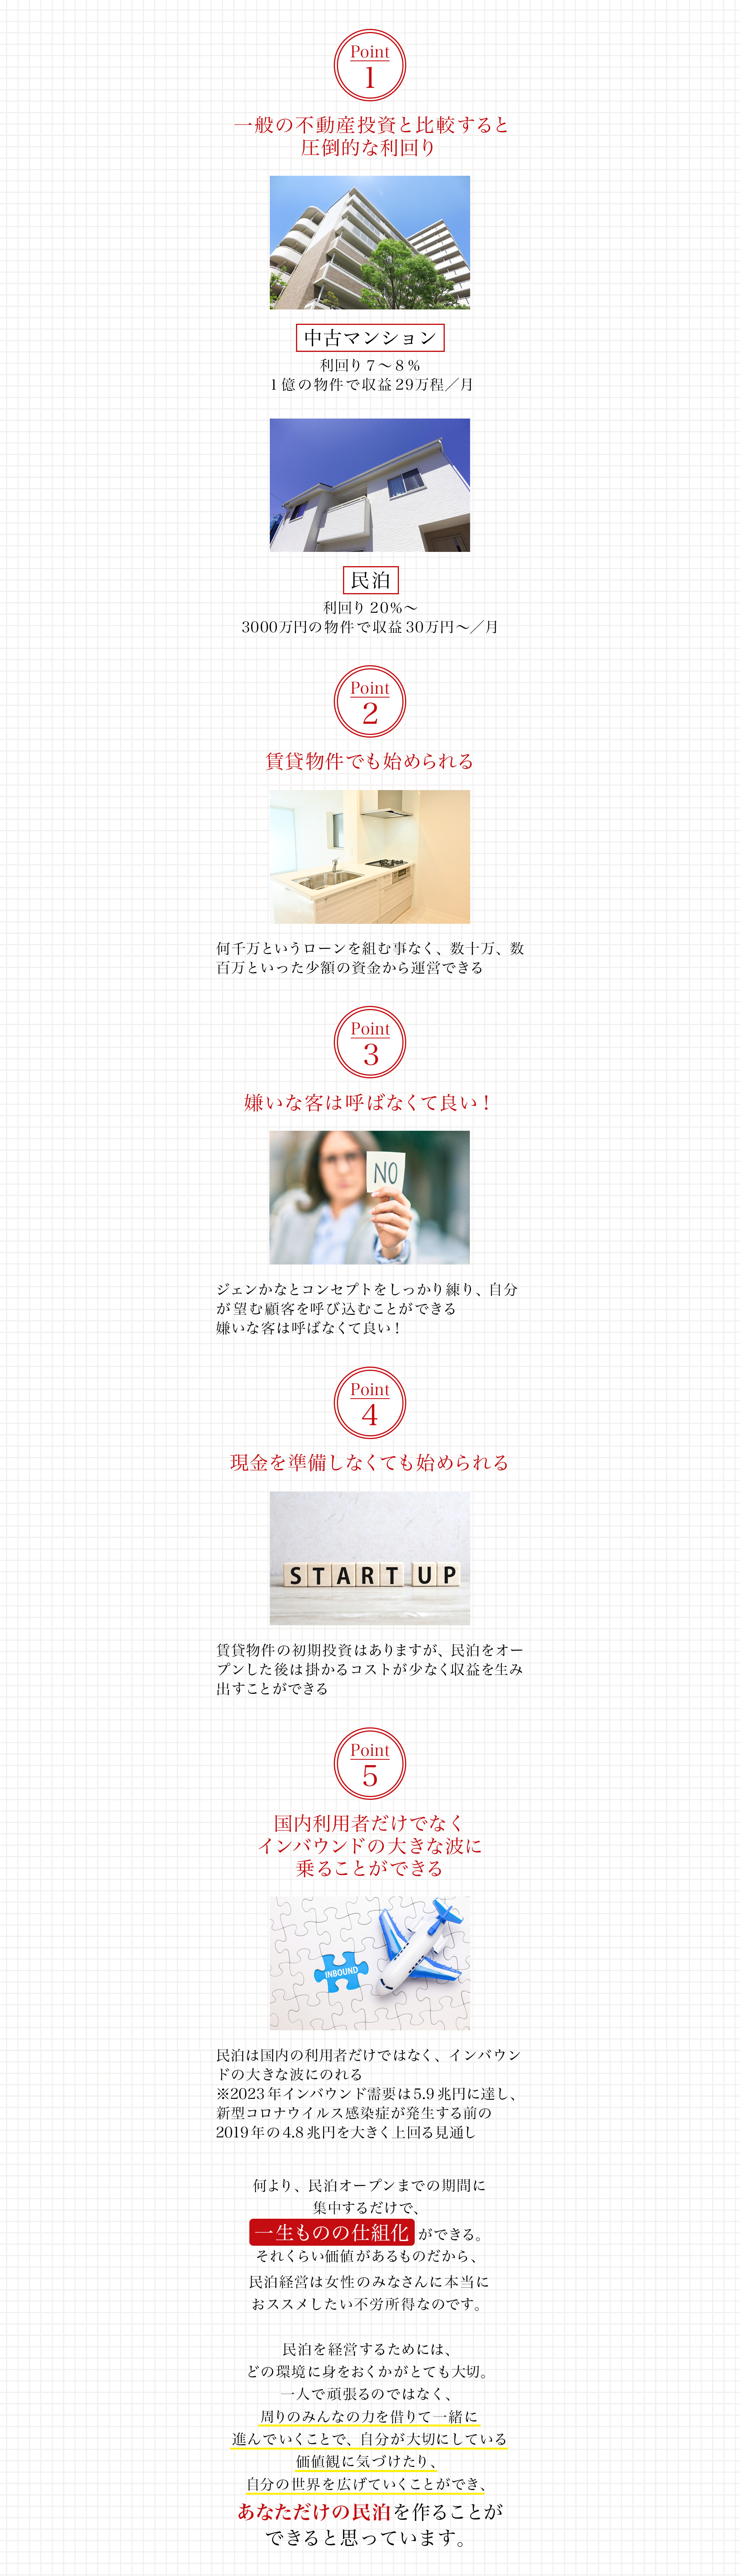 Point
1
一般の不動産投資と比較すると
圧倒的な利回り
中古マンション
利回り7〜8%
1億の物件で収益29万程／月
民泊
利回り20%〜
3000万円の物件で収益30万円〜／月
Point
2
賃貸物件でも始められる
何千万というローンを組む事なく、数十万、数
百万といった少額の資金から運営できる
Point
3
嫌いな客は呼ばなくて良い！
NO
ジェンかなとコンセプトをしっかり練り、自分
が望む顧客を呼び込むことができる
嫌いな客は呼ばなくて良い！
Point
4
現金を準備しなくても始められる
START UP
賃貸物件の初期投資はありますが、民泊をオー
プンした後は掛かるコストが少なく収益を生み
出すことができる
Point
5
国内利用者だけでなく
インバウンドの大きな波に
乗ることができる
INBOUND
民泊は国内の利用者だけではなく、インバウン
ドの大きな波にのれる
※2023年インバウンド需要は5.9兆円に達し、
新型コロナウイルス感染症が発生する前の
2019年の4.8兆円を大きく上回る見通し
何より、民泊オープンまでの期間に
集中するだけで、
一生ものの仕組化ができる。
それくらい価値があるものだから、
民泊経営は女性のみなさんに本当に
おススメしたい不労所得なのです。
民泊を経営するためには、
どの環境に身をおくかがとても大切。
一人で頑張るのではなく、
周りのみんなの力を借りて一緒に
進んでいくことで、自分が大切にしている
価値観に気づけたり、
自分の世界を広げていくことができ、
あなただけの民泊を作ることが
できると思っています。